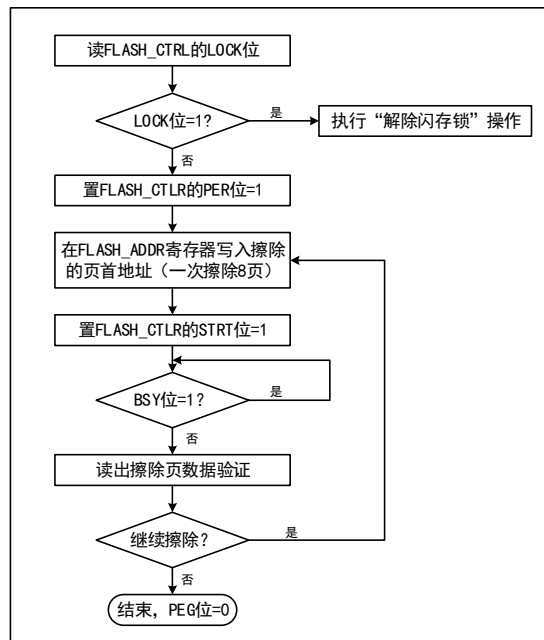 读FLASH_CTRL的LOCK位
LOCK位=1?
是
执行“解除闪存锁”操作
否
置FLASH_CTLR的PER位=1
在FLASH_ADDR寄存器写入擦除
的页首地址（一次擦除8页）
置FLASH_CTLR的STRT位=1
BSY位=1?
是
否
读出擦除页数据验证
继续擦除?
是
否
结束, PEG位=0